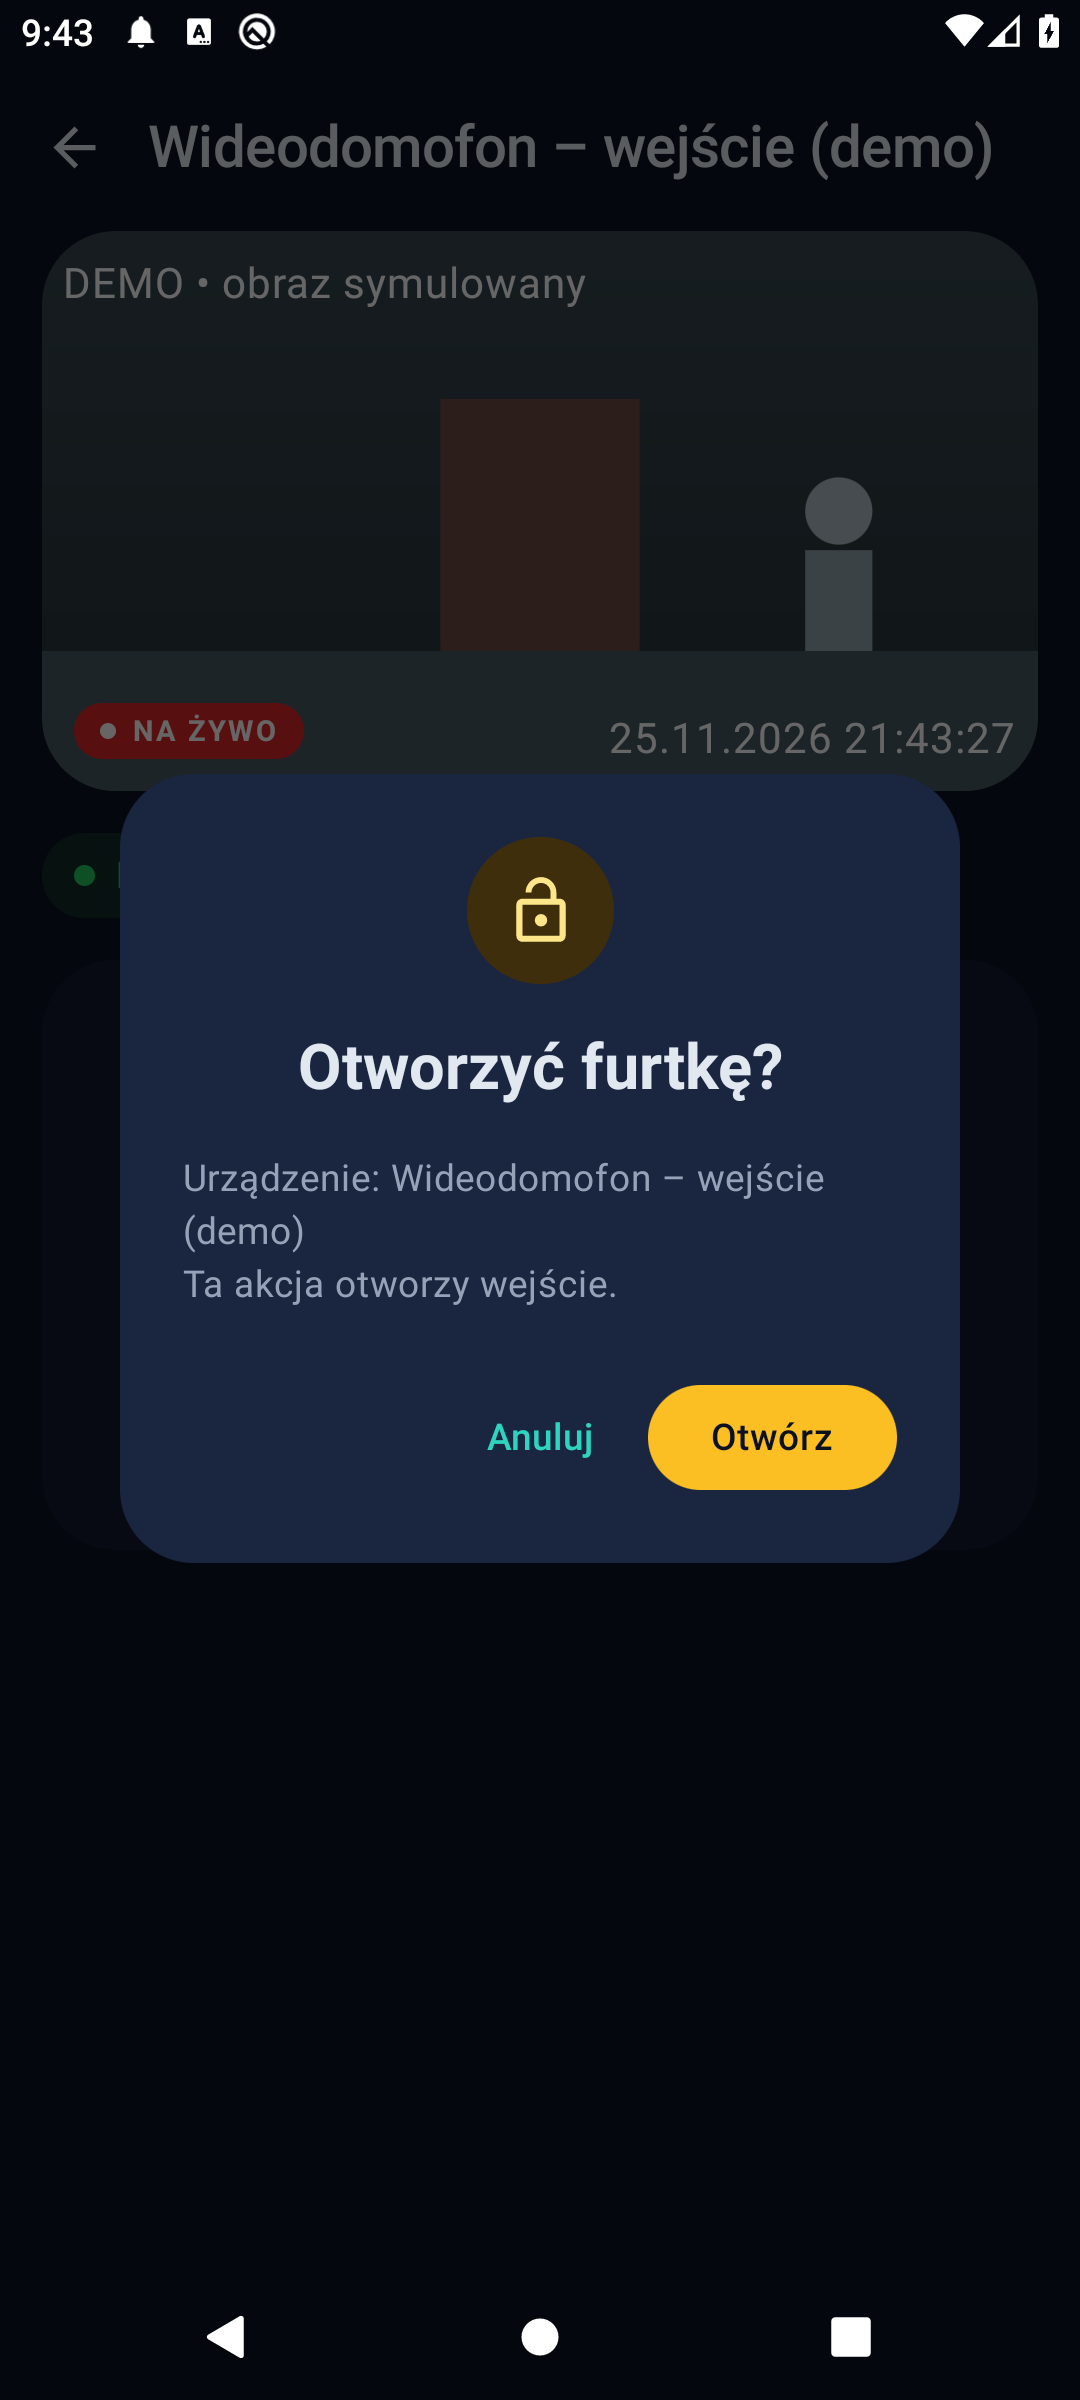 9:43
Wideodomofon – wejście (demo)
DEMO • obraz symulowany
NA ŻYWO
25.11.2026 21:43:27
Otworzyć furtkę?
Urządzenie: Wideodomofon – wejście
(demo)
Ta akcja otworzy wejście.
Anuluj
Otwórz